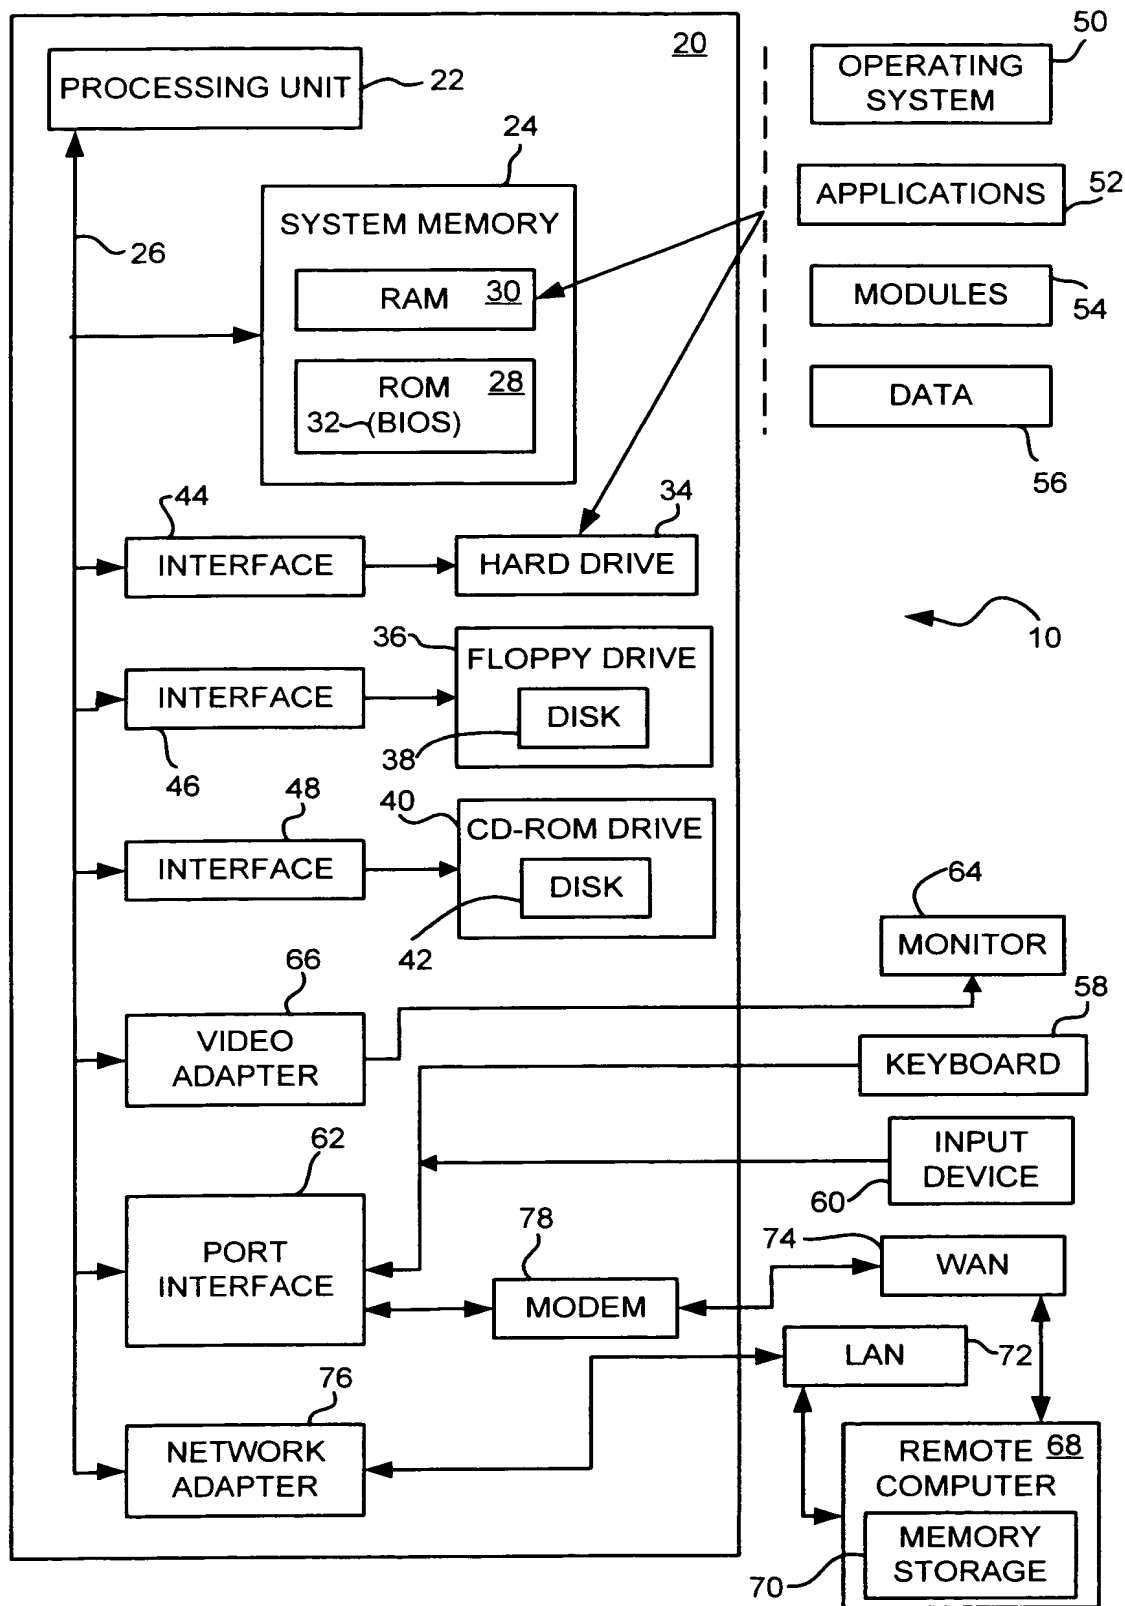 20
PROCESSING UNIT
22
50
OPERATING
SYSTEM
24
SYSTEM MEMORY
26
APPLICATIONS
52
RAM 30
MODULES
54
ROM 28
32 (BIOS)
DATA
56
44
INTERFACE
34
HARD DRIVE
10
36
FLOPPY DRIVE
INTERFACE
DISK
46
38
48
40
CD-ROM DRIVE
INTERFACE
DISK
42
64
MONITOR
66
VIDEO
ADAPTER
58
KEYBOARD
62
INPUT
DEVICE
60
PORT
INTERFACE
78
MODEM
74
WAN
LAN
72
76
NETWORK
ADAPTER
REMOTE 68
COMPUTER
MEMORY
STORAGE
70